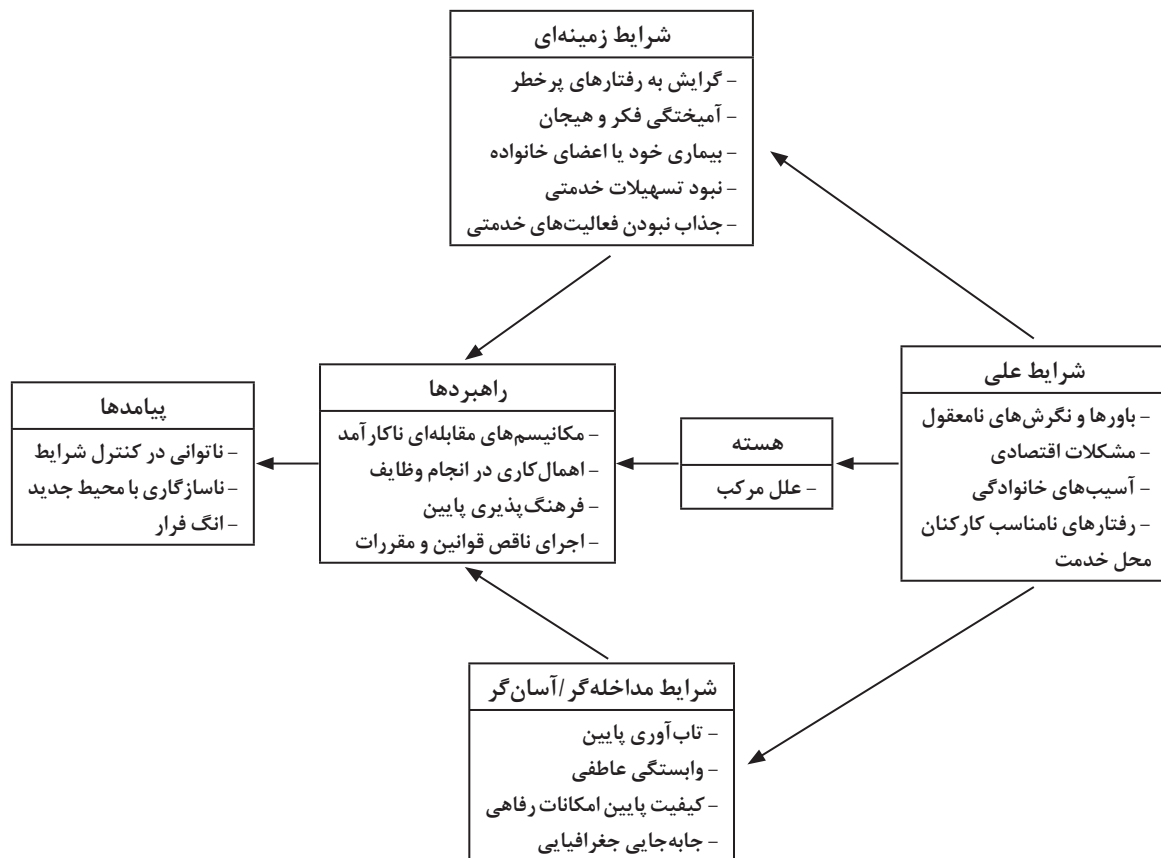 شرایط زمینه‌ای
– گرایش به رفتارهای پرخطر
– آمیختگی فکر و هیجان
– بیماری خود یا اعضای خانواده
– نبود تسهیلات خدمتی
– جذاب نبودن فعالیت‌های خدمتی
شرایط علی
– باورها و نگرش‌های نامعقول
– مشکلات اقتصادی
– آسیب‌های خانوادگی
– رفتارهای نامناسب کارکنان
محل خدمت
هسته
– علل مرکب
راهبردها
– مکانیسم‌های مقابله‌ای ناکارآمد
– اهمال‌کاری در انجام وظایف
– فرهنگ‌پذیری پایین
– اجرای ناقص قوانین و مقررات
پیامدها
– ناتوانی در کنترل شرایط
– ناسازگاری با محیط جدید
– انگ فرار
شرایط مداخله‌گر/آسان‌گر
– تاب‌آوری پایین
– وابستگی عاطفی
– کیفیت پایین امکانات رفاهی
– جابه‌جایی جغرافیایی